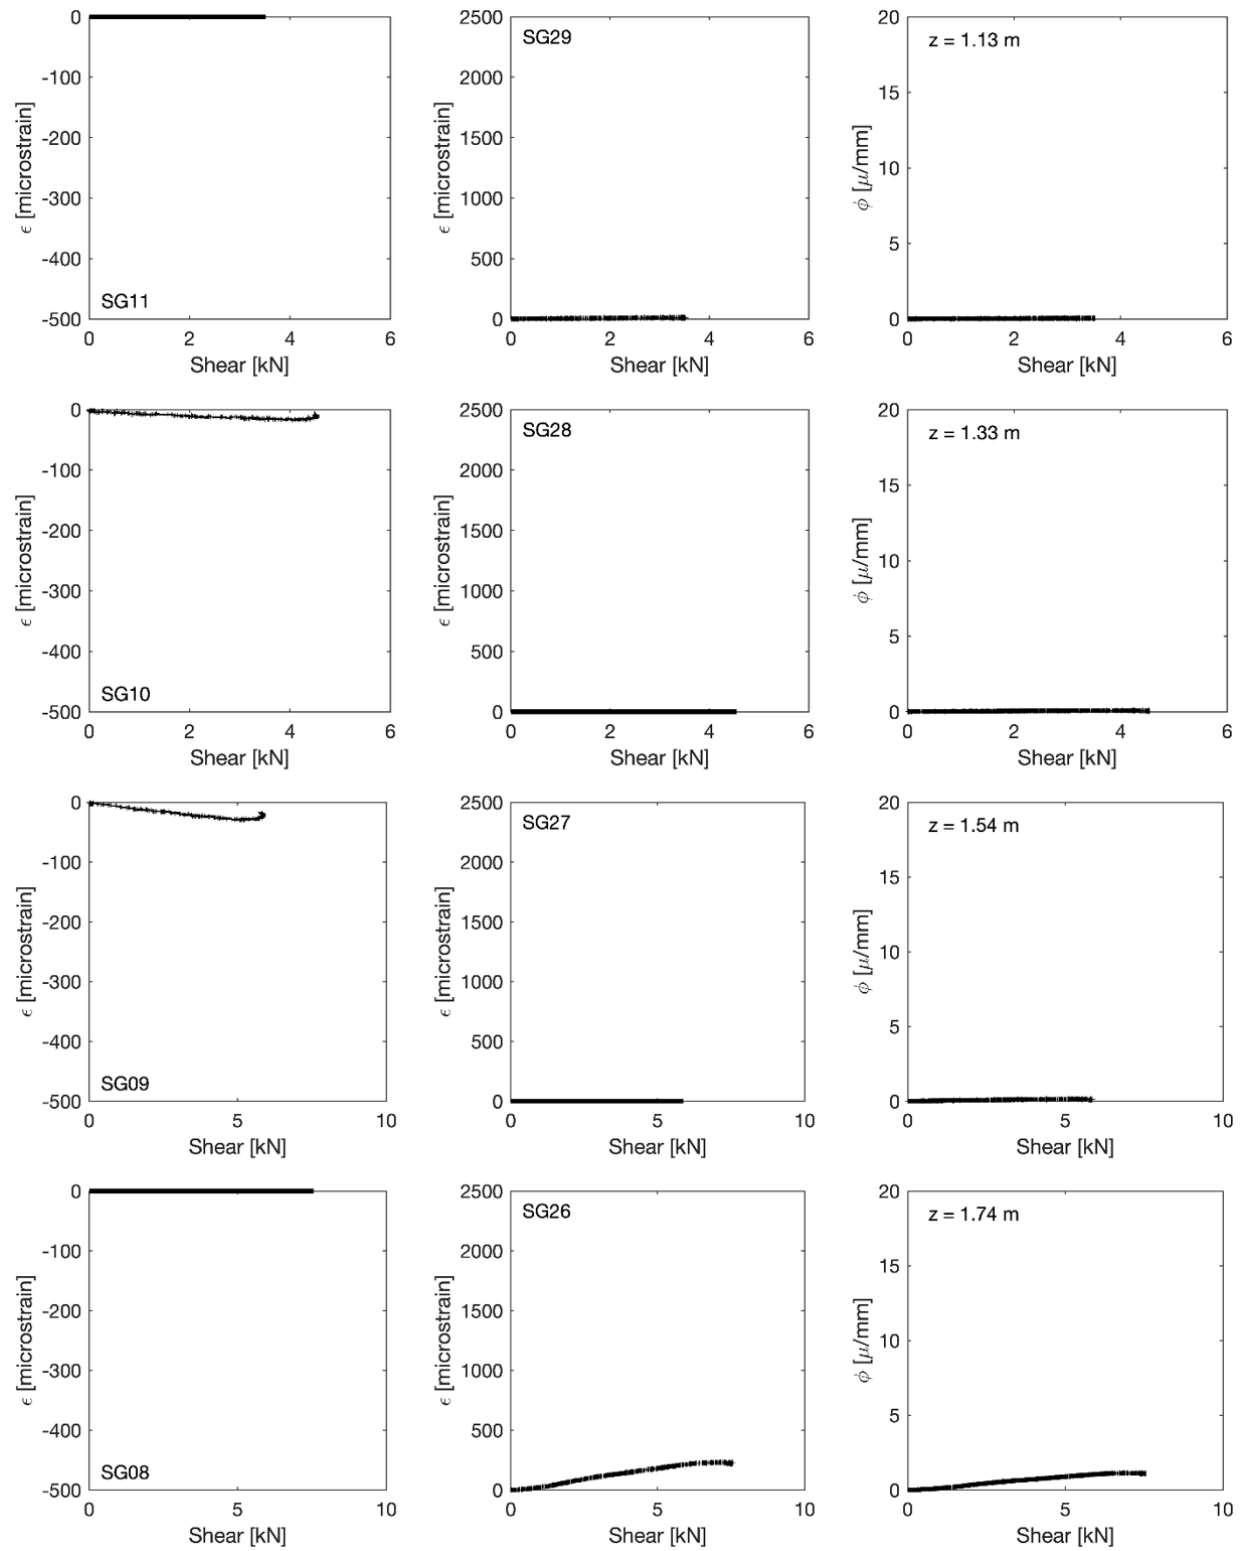 0
-100
-200
-300
-400
-500
ϵ [microstrain]
SG11
0 2 4 6
Shear [kN]
2500
2000
1500
1000
500
0
ϵ [microstrain]
SG29
0 2 4 6
Shear [kN]
20
15
10
5
0
ϕ [μ/mm]
z = 1.13 m
0 2 4 6
Shear [kN]
0
-100
-200
-300
-400
-500
ϵ [microstrain]
SG10
0 2 4 6
Shear [kN]
2500
2000
1500
1000
500
0
ϵ [microstrain]
SG28
0 2 4 6
Shear [kN]
20
15
10
5
0
ϕ [μ/mm]
z = 1.33 m
0 2 4 6
Shear [kN]
0
-100
-200
-300
-400
-500
ϵ [microstrain]
SG09
0 5 10
Shear [kN]
2500
2000
1500
1000
500
0
ϵ [microstrain]
SG27
0 5 10
Shear [kN]
20
15
10
5
0
ϕ [μ/mm]
z = 1.54 m
0 5 10
Shear [kN]
0
-100
-200
-300
-400
-500
ϵ [microstrain]
SG08
0 5 10
Shear [kN]
2500
2000
1500
1000
500
0
ϵ [microstrain]
SG26
0 5 10
Shear [kN]
20
15
10
5
0
ϕ [μ/mm]
z = 1.74 m
0 5 10
Shear [kN]